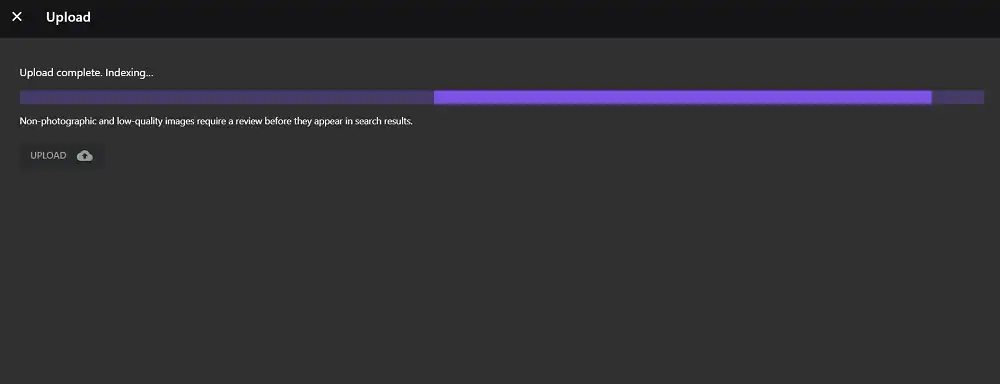 Upload
Upload complete. Indexing...
Non-photographic and low-quality images require a review before they appear in search results.
UPLOAD